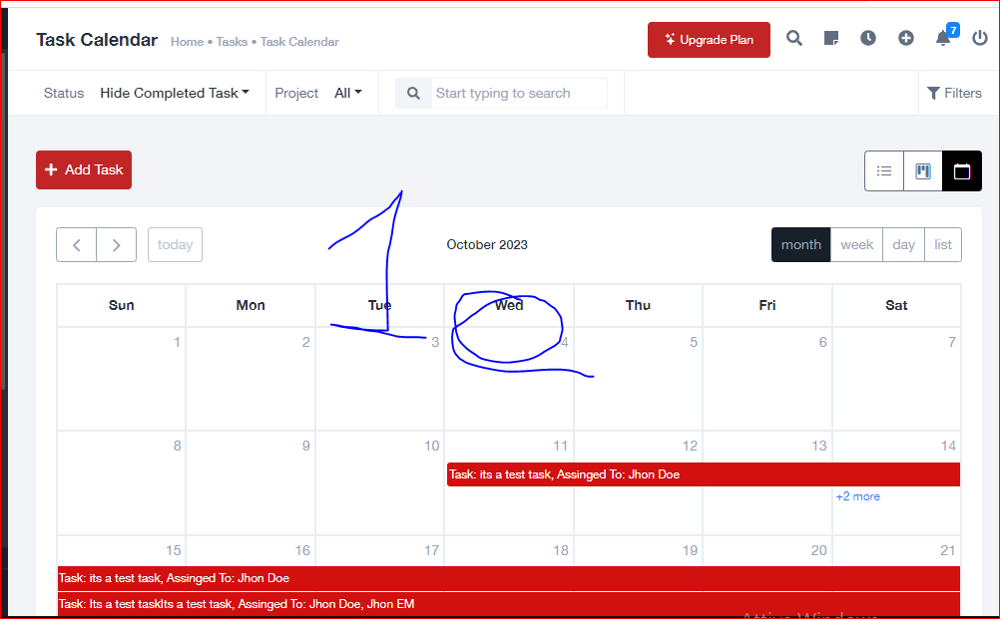 Task Calendar Home • Tasks • Task Calendar Upgrade Plan 7
Status Hide Completed Task Project All Start typing to search Filters
+ Add Task
today October 2023 month week day list
1
Sun Mon Tue Wed Thu Fri Sat
1 2 3 4 5 6 7
8 9 10 11 12 13 14
Task: its a test task, Assinged To: Jhon Doe
+2 more
15 16 17 18 19 20 21
Task: its a test task, Assinged To: Jhon Doe
Task: Its a test taskIts a test task, Assinged To: Jhon Doe, Jhon EM